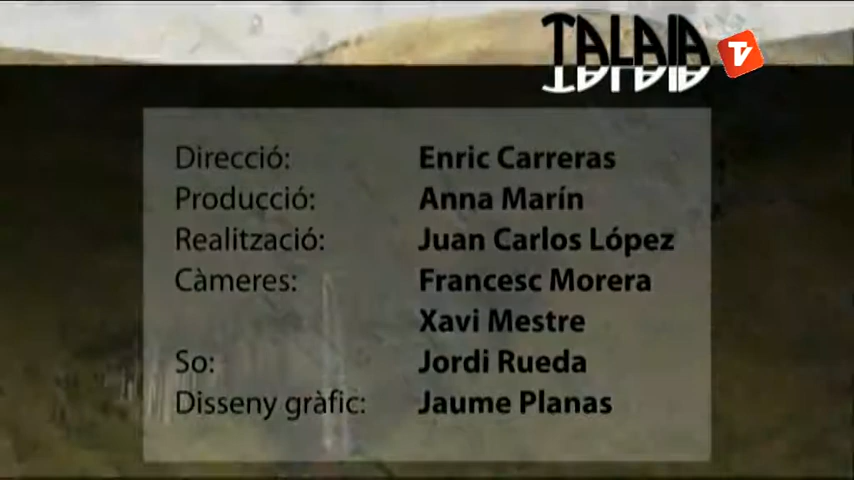 TALAIA
Direcció: Enric Carreras
Producció: Anna Marín
Realització: Juan Carlos López
Càmeres: Francesc Morera
Xavi Mestre
So: Jordi Rueda
Disseny gràfic: Jaume Planas